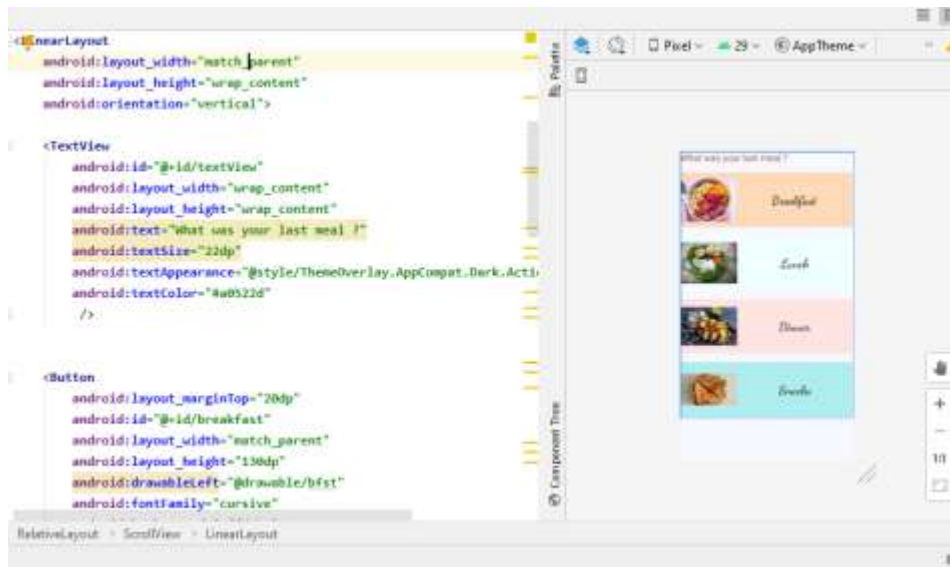 <LinearLayout
android:layout_width="match_parent"
android:layout_height="wrap_content"
android:orientation="vertical">
<TextView
android:id="@+id/textView"
android:layout_width="wrap_content"
android:layout_height="wrap_content"
android:text="What was your last meal ?"
android:textSize="22dp"
android:textAppearance="@style/ThemeOverlay.AppCompat.Dark.Acti
android:textColor="#a0522d"
/>
<Button
android:layout_marginTop="20dp"
android:id="@+id/breakfast"
android:layout_width="match_parent"
android:layout_height="130dp"
android:drawableLeft="@drawable/bfst"
android:fontFamily="cursive"
RelativeLayout > ScrollView > LinearLayout
Palette
Component Tree
Pixel
29
AppTheme
What was your last meal ?
Breakfast
Lunch
Dinner
Snacks
1:1